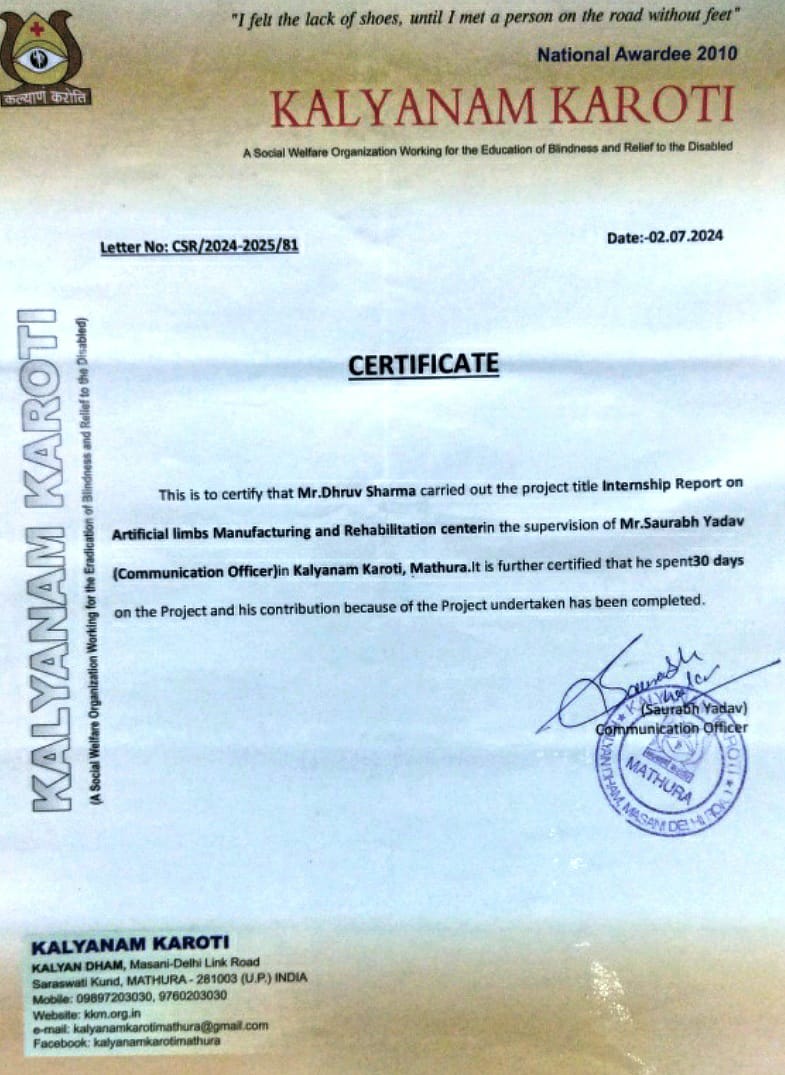 "I felt the lack of shoes, until I met a person on the road without feet"
National Awardee 2010
कल्याणं करोति
KALYANAM KAROTI
A Social Welfare Organization Working for the Education of Blindness and Relief to the Disabled
Letter No: CSR/2024-2025/81
Date:-02.07.2024
KALYANAM KAROTI
(A Social Welfare Organization Working for the Eradication of Blindness and Relief to the Disabled)
CERTIFICATE
This is to certify that Mr.Dhruv Sharma carried out the project title Internship Report on
Artificial limbs Manufacturing and Rehabilitation centerin the supervision of Mr.Saurabh Yadav
(Communication Officer)in Kalyanam Karoti, Mathura.It is further certified that he spent30 days
on the Project and his contribution because of the Project undertaken has been completed.
Saurabh
(Saurabh Yadav)
Communication Officer
MATHURA
MASANI DELHI
KALYANAM KAROTI
KALYAN DHAM, Masani-Delhi Link Road
Saraswati Kund, MATHURA - 281003 (U.P.) INDIA
Mobile: 09897203030, 9760203030
Website: kkm.org.in
e-mail: kalyanamkarotimathura@gmail.com
Facebook: kalyanamkarotimathura